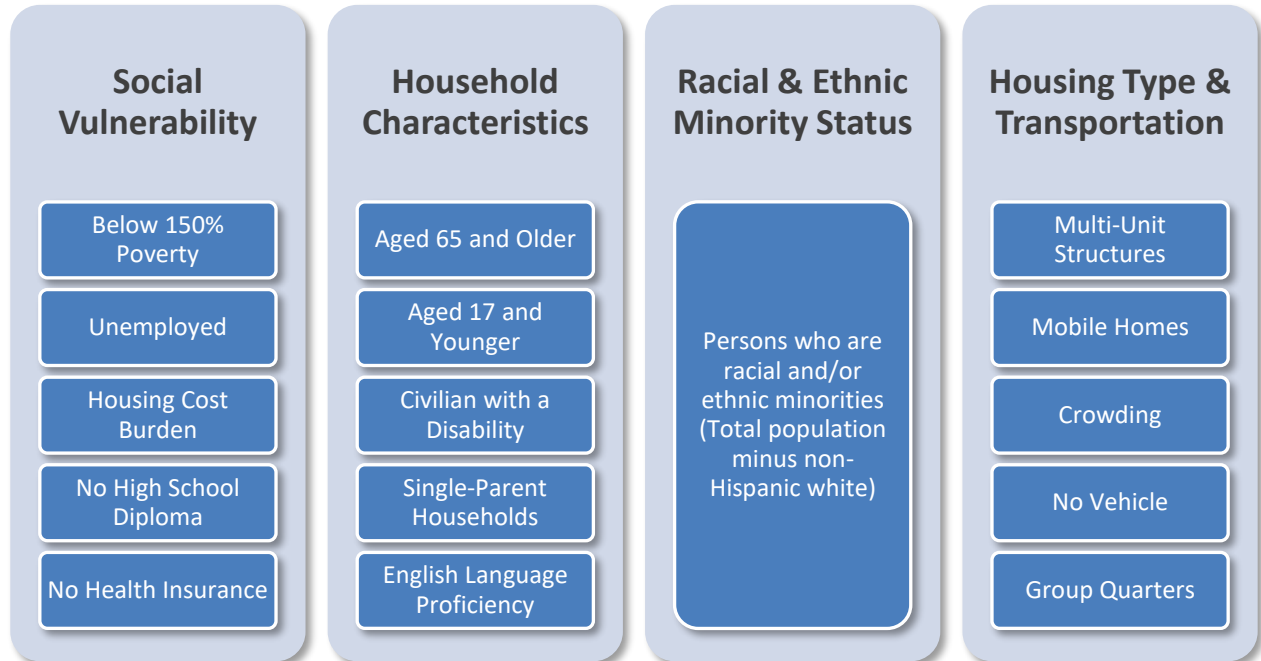 Social
Vulnerability
Below 150%
Poverty
Unemployed
Housing Cost
Burden
No High School
Diploma
No Health Insurance
Household
Characteristics
Aged 65 and Older
Aged 17 and
Younger
Civilian with a
Disability
Single-Parent
Households
English Language
Proficiency
Racial & Ethnic
Minority Status
Persons who are
racial and/or
ethnic minorities
(Total population
minus non-
Hispanic white)
Housing Type &
Transportation
Multi-Unit
Structures
Mobile Homes
Crowding
No Vehicle
Group Quarters